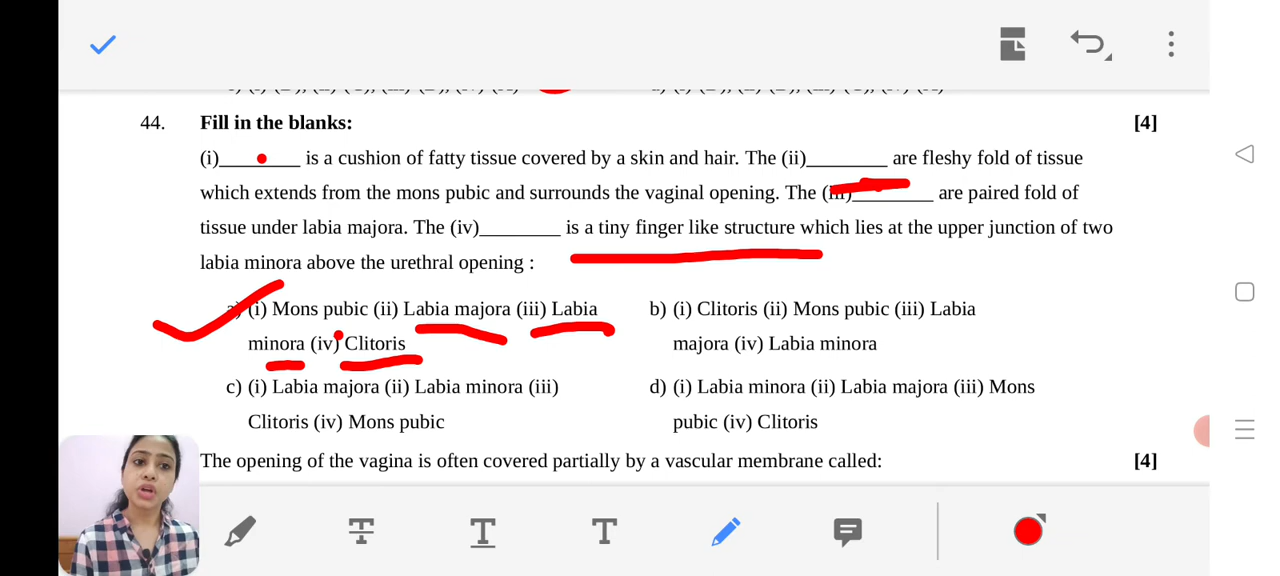 44. Fill in the blanks: [4]
(i)________ is a cushion of fatty tissue covered by a skin and hair. The (ii)________ are fleshy fold of tissue
which extends from the mons pubic and surrounds the vaginal opening. The (iii)________ are paired fold of
tissue under labia majora. The (iv)________ is a tiny finger like structure which lies at the upper junction of two
labia minora above the urethral opening :
a) (i) Mons pubic (ii) Labia majora (iii) Labia
minora (iv) Clitoris
b) (i) Clitoris (ii) Mons pubic (iii) Labia
majora (iv) Labia minora
c) (i) Labia majora (ii) Labia minora (iii)
Clitoris (iv) Mons pubic
d) (i) Labia minora (ii) Labia majora (iii) Mons
pubic (iv) Clitoris
The opening of the vagina is often covered partially by a vascular membrane called: [4]
T T T